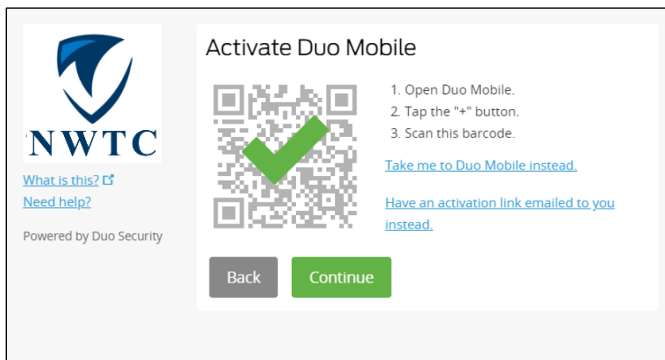 NWTC
What is this?
Need help?
Powered by Duo Security
Activate Duo Mobile
1. Open Duo Mobile.
2. Tap the "+" button.
3. Scan this barcode.
Take me to Duo Mobile instead.
Have an activation link emailed to you
instead.
Back
Continue